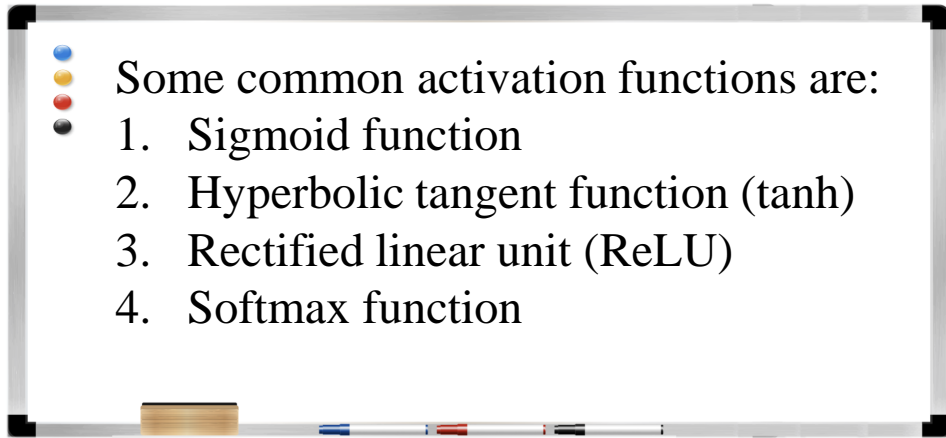 Some common activation functions are:
1. Sigmoid function
2. Hyperbolic tangent function (tanh)
3. Rectified linear unit (ReLU)
4. Softmax function